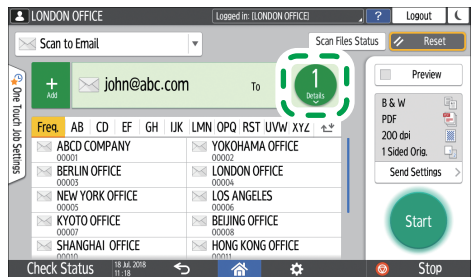 LONDON OFFICE
Logged in: [LONDON OFFICE]
?
Logout
Scan to Email
Scan Files Status
Reset
Add
john@abc.com
To
1
Details
Preview
One Touch Job Settings
Freq. AB CD EF GH IJK LMN OPQ RST UVW XYZ
ABCD COMPANY
00001
YOKOHAMA OFFICE
00002
BERLIN OFFICE
00003
LONDON OFFICE
00004
NEW YORK OFFICE
00005
LOS ANGELES
00006
KYOTO OFFICE
00007
BEIJING OFFICE
00008
SHANGHAI OFFICE
HONG KONG OFFICE
B & W
PDF
200 dpi
1 Sided Orig.
Send Settings
Start
Check Status
18 Jul. 2018
11 :18
Stop